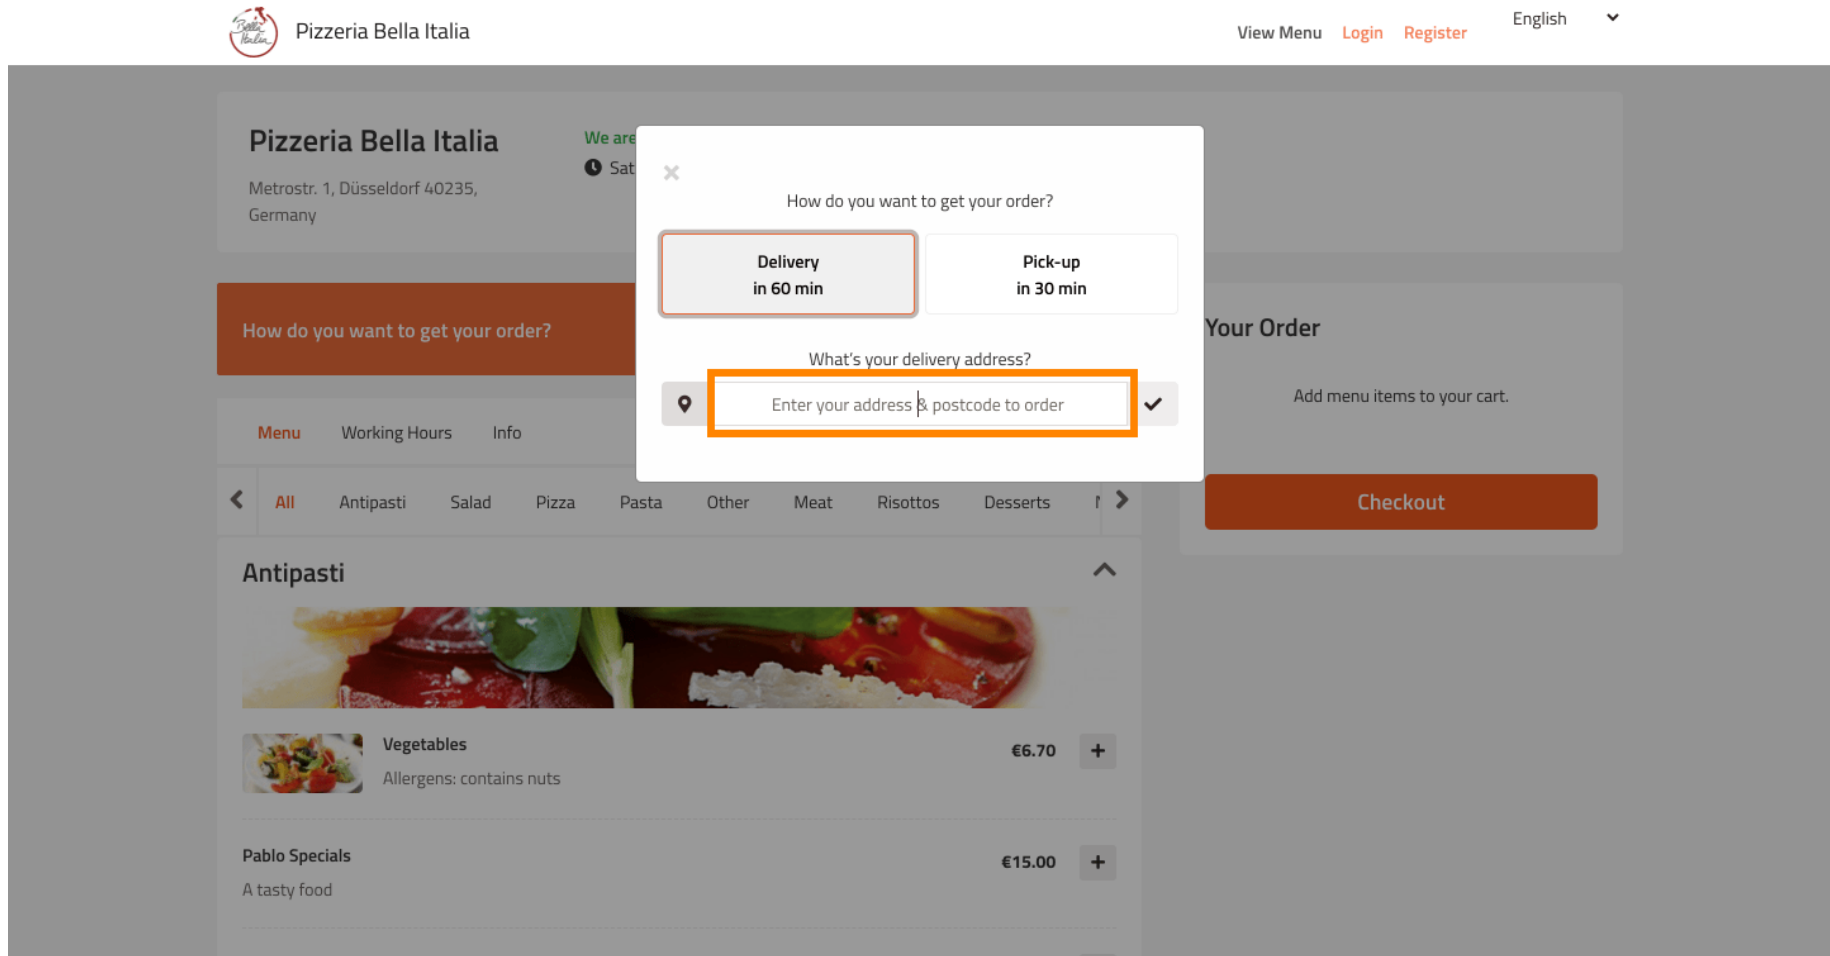 Bella Italia
Pizzeria Bella Italia
View Menu Login Register English
Pizzeria Bella Italia
Metrostr. 1, Düsseldorf 40235,
Germany
We are
Sat
How do you want to get your order?
Delivery
in 60 min
Pick-up
in 30 min
What's your delivery address?
Enter your address & postcode to order
How do you want to get your order?
Menu Working Hours Info
All Antipasti Salad Pizza Pasta Other Meat Risottos Desserts
Antipasti
Vegetables €6.70 +
Allergens: contains nuts
Pablo Specials €15.00 +
A tasty food
Your Order
Add menu items to your cart.
Checkout